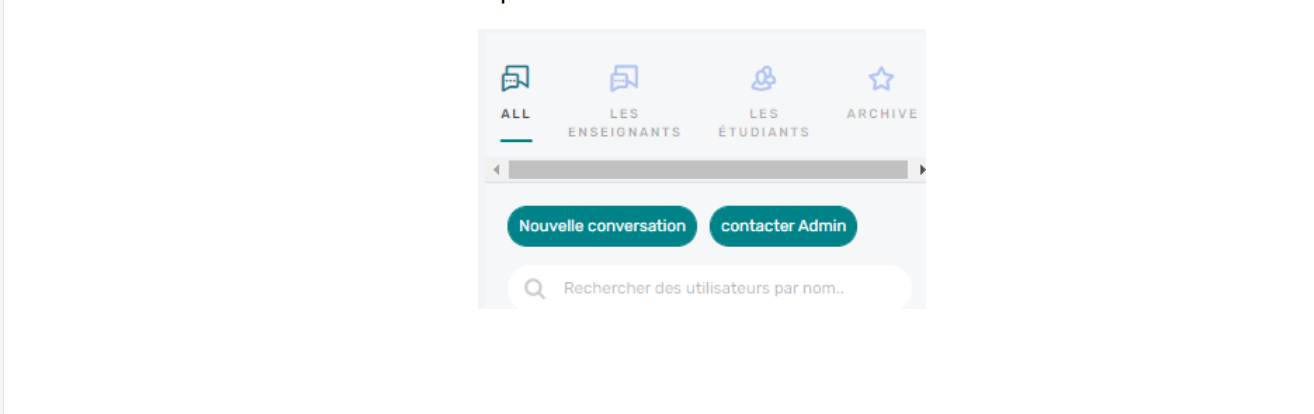 ALL
LES
ENSEIGNANTS
LES
ÉTUDIANTS
ARCHIVE
Nouvelle conversation
contacter Admin
Rechercher des utilisateurs par nom..